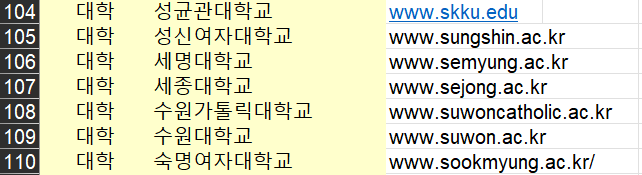 104 대학 성균관대학교 www.skku.edu
105 대학 성신여자대학교 www.sungshin.ac.kr
106 대학 세명대학교 www.semyung.ac.kr
107 대학 세종대학교 www.sejong.ac.kr
108 대학 수원가톨릭대학교 www.suwoncatholic.ac.kr
109 대학 수원대학교 www.suwon.ac.kr
110 대학 숙명여자대학교 www.sookmyung.ac.kr/